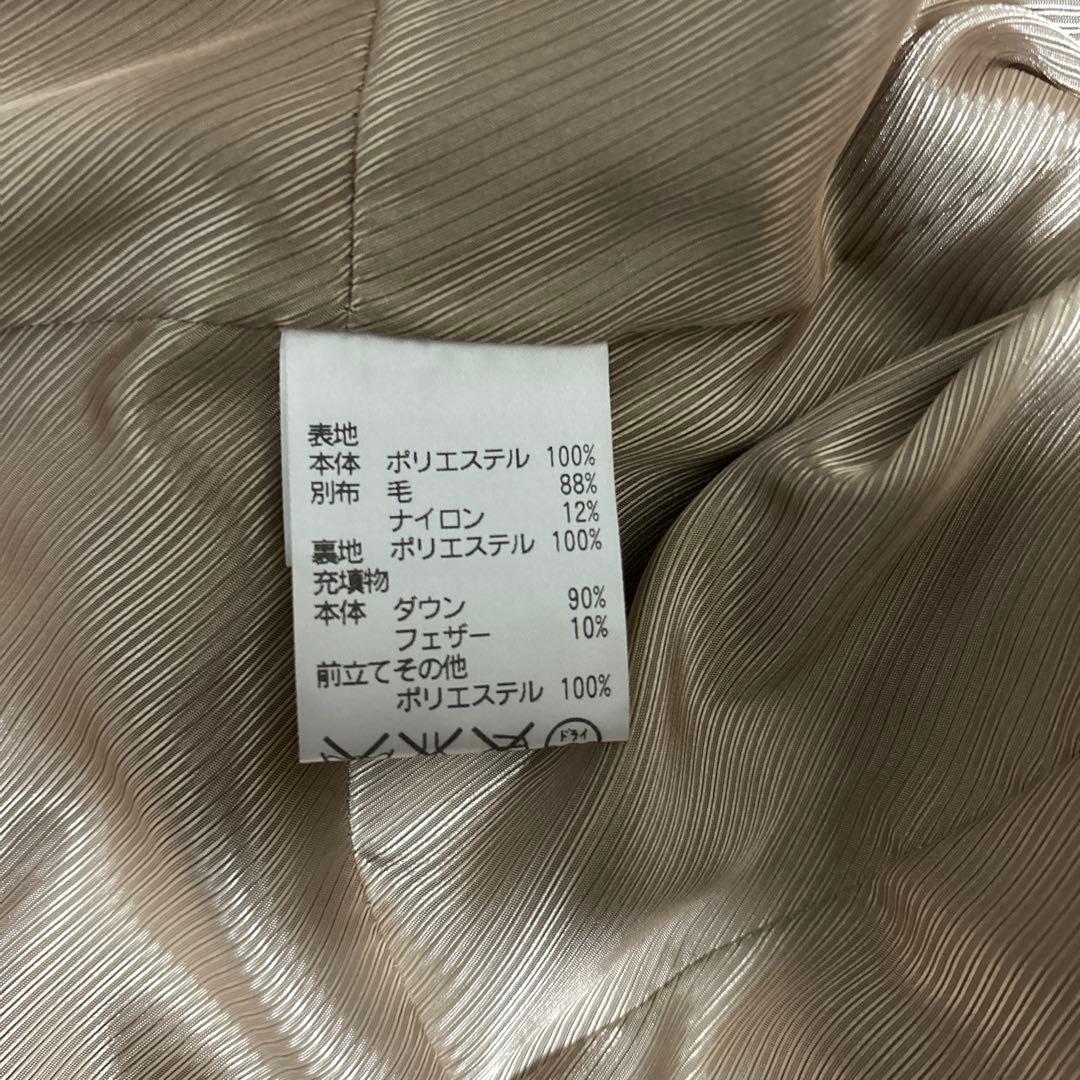 表地
本体 ポリエステル 100%
別布 毛 88%
ナイロン 12%
裏地 ポリエステル 100%
充填物
本体 ダウン 90%
フェザー 10%
前立てその他
ポリエステル 100%
ドライ